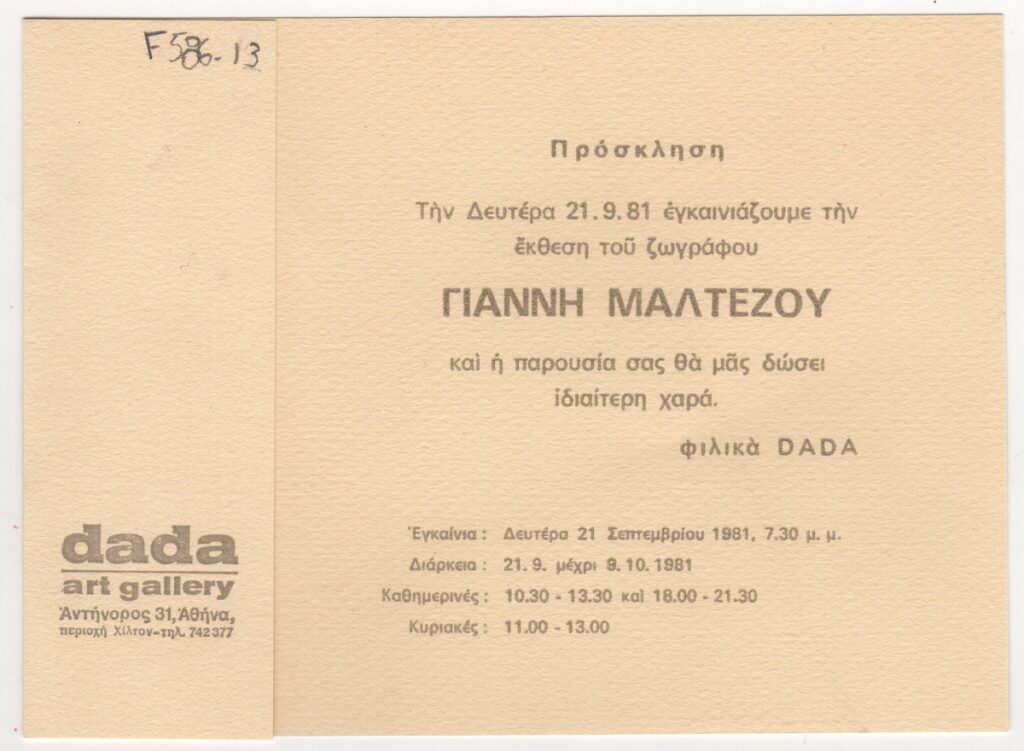 F586-13
Πρόσκληση
Τὴν Δευτέρα 21.9.81 ἐγκαινιάζουμε τὴν
ἔκθεση τοῦ ζωγράφου
ΓΙΑΝΝΗ ΜΑΛΤΕΖΟΥ
καὶ ἡ παρουσία σας θὰ μᾶς δώσει
ἰδιαίτερη χαρά.
φιλικὰ DADA
Ἐγκαίνια : Δευτέρα 21 Σεπτεμβρίου 1981, 7.30 μ. μ.
Διάρκεια : 21.9. μέχρι 9.10.1981
Καθημερινές : 10.30 - 13.30 καὶ 18.00 - 21.30
Κυριακές : 11.00 - 13.00
dada
art gallery
Ἀντήνορος 31, Ἀθήνα,
περιοχή Χίλτον-τηλ. 742377